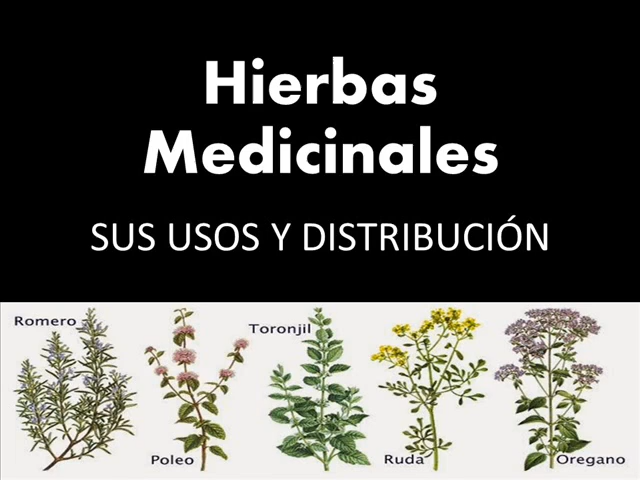 Hierbas
Medicinales
SUS USOS Y DISTRIBUCIÓN
Romero
Poleo
Toronjil
Ruda
Oregano